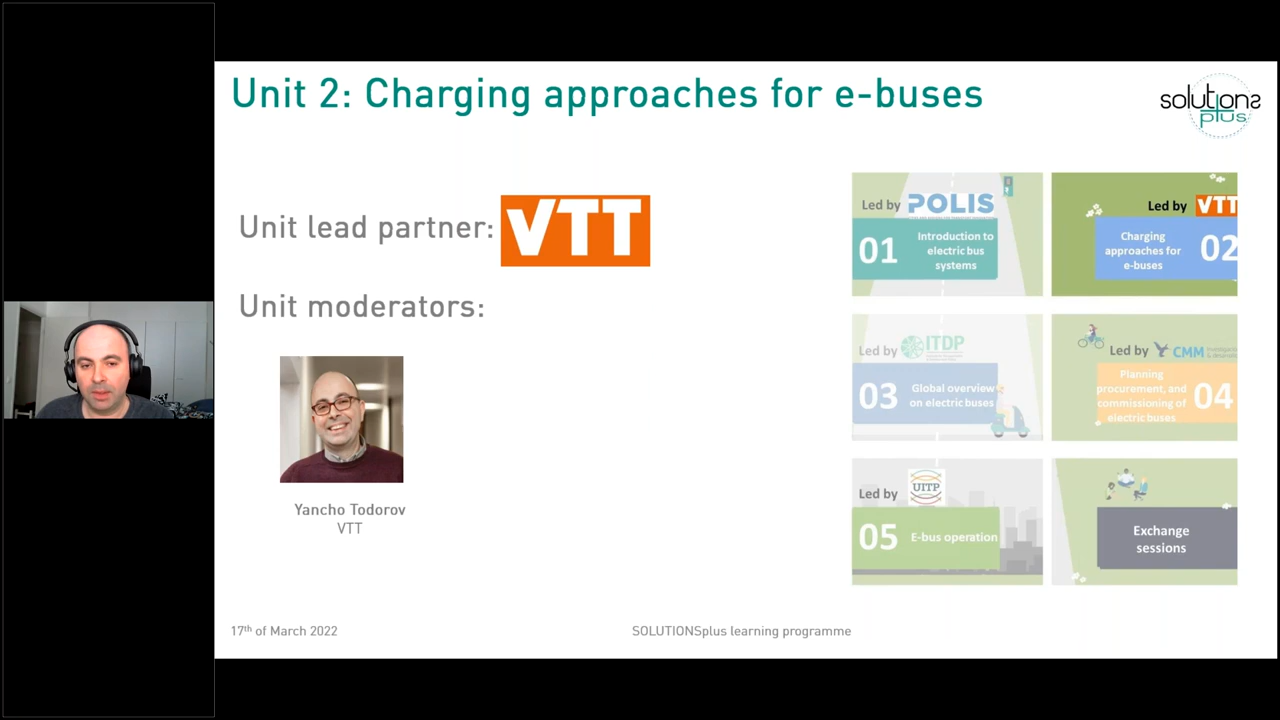 Unit 2: Charging approaches for e-buses
solutions
plus
Unit lead partner:
VTT
Unit moderators:
Yancho Todorov
VTT
Led by POLIS
01
Introduction to
electric bus
systems
Led by VTT
Charging
approaches for
e-buses
02
Led by ITDP
03
Global overview
on electric buses
Led by CMM
Planning
procurement, and
commissioning of
electric buses
04
Led by UITP
05
E-bus operation
Exchange
sessions
17th of March 2022
SOLUTIONSplus learning programme